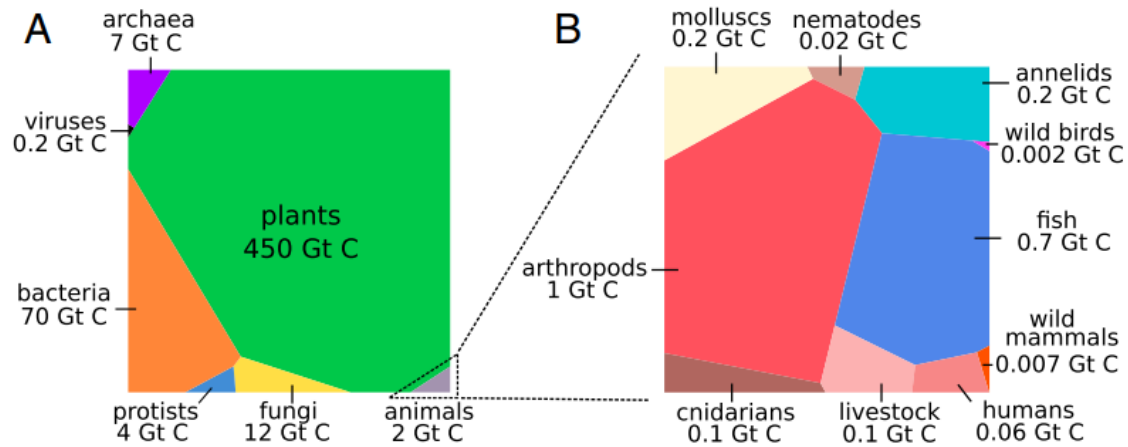 A
archaea
7 Gt C
viruses
0.2 Gt C
plants
450 Gt C
bacteria
70 Gt C
protists
4 Gt C
fungi
12 Gt C
animals
2 Gt C
B
molluscs
0.2 Gt C
nematodes
0.02 Gt C
annelids
0.2 Gt C
wild birds
0.002 Gt C
fish
0.7 Gt C
arthropods
1 Gt C
wild
mammals
0.007 Gt C
cnidarians
0.1 Gt C
livestock
0.1 Gt C
humans
0.06 Gt C